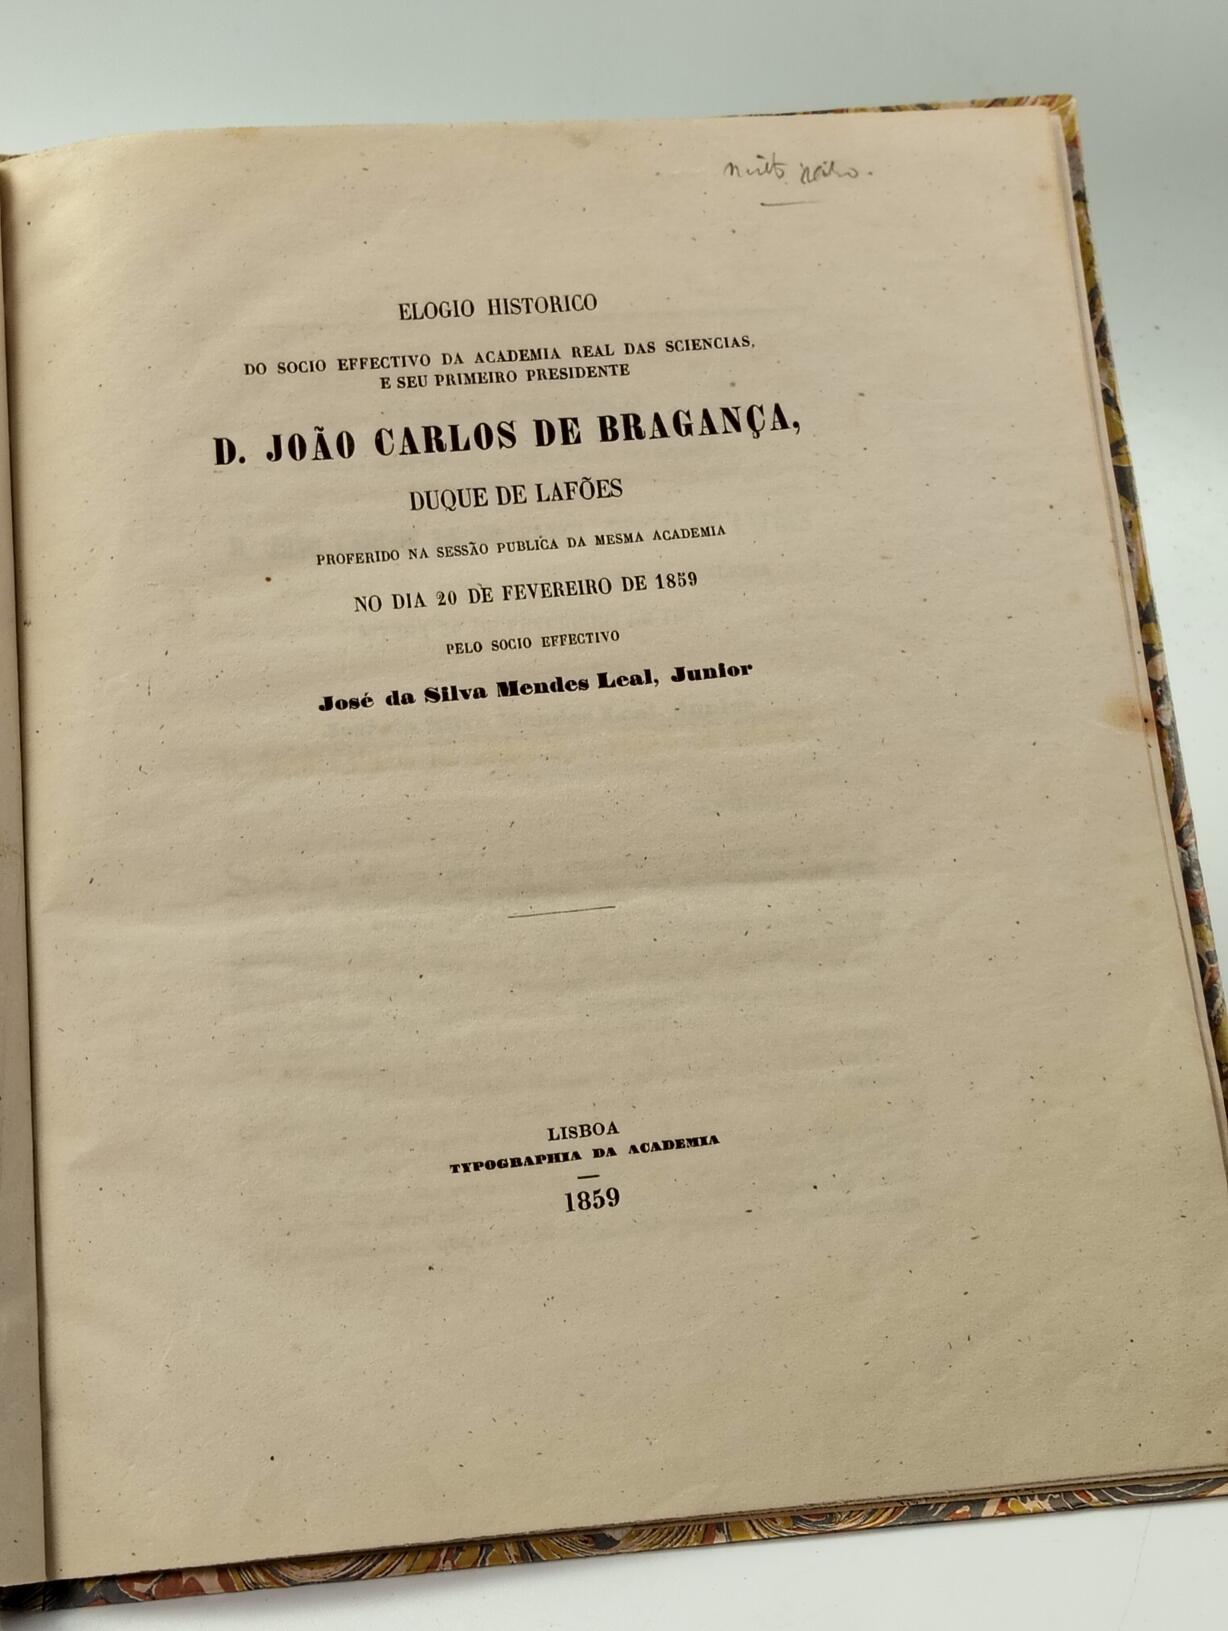 ELOGIO HISTORICO
DO SOCIO EFFECTIVO DA ACADEMIA REAL DAS SCIENCIAS,
E SEU PRIMEIRO PRESIDENTE
D. JOÃO CARLOS DE BRAGANÇA,
DUQUE DE LAFÕES
PROFERIDO NA SESSÃO PUBLICA DA MESMA ACADEMIA
NO DIA 20 DE FEVEREIRO DE 1859
PELO SOCIO EFFECTIVO
José da Silva Mendes Leal, Junior
LISBOA
TYPOGRAPHIA DA ACADEMIA
1859